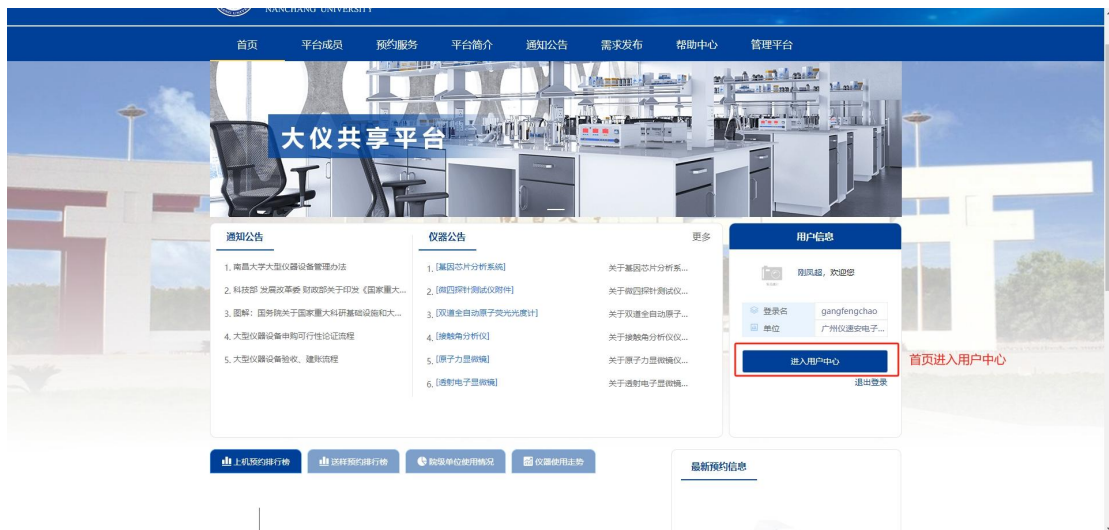 NANCHANG UNIVERSITY
首页 平台成员 预约服务 平台简介 通知公告 需求发布 帮助中心 管理平台
大仪共享平台
通知公告
1. 南昌大学大型仪器设备管理办法
2. 科技部 发展改革委 财政部关于印发《国家重大...
3. 图解：国务院关于国家重大科研基础设施和大...
4. 大型仪器设备申购可行性论证流程
5. 大型仪器设备验收、建账流程
仪器公告 更多
1. [基因芯片分析系统] 关于基因芯片分析系...
2. [微四探针测试仪附件] 关于微四探针测试仪...
3. [双道全自动原子荧光光度计] 关于双道全自动原子...
4. [接触角分析仪] 关于接触角分析仪仪...
5. [原子力显微镜] 关于原子力显微镜仪...
6. [透射电子显微镜] 关于透射电子显微镜...
用户信息
刚凤超，欢迎您
登录名 gangfengchao
单位 广州仪速安电子...
进入用户中心
首页进入用户中心
退出登录
上机预约排行榜 送样预约排行榜 院级单位使用情况 仪器使用走势
最新预约信息